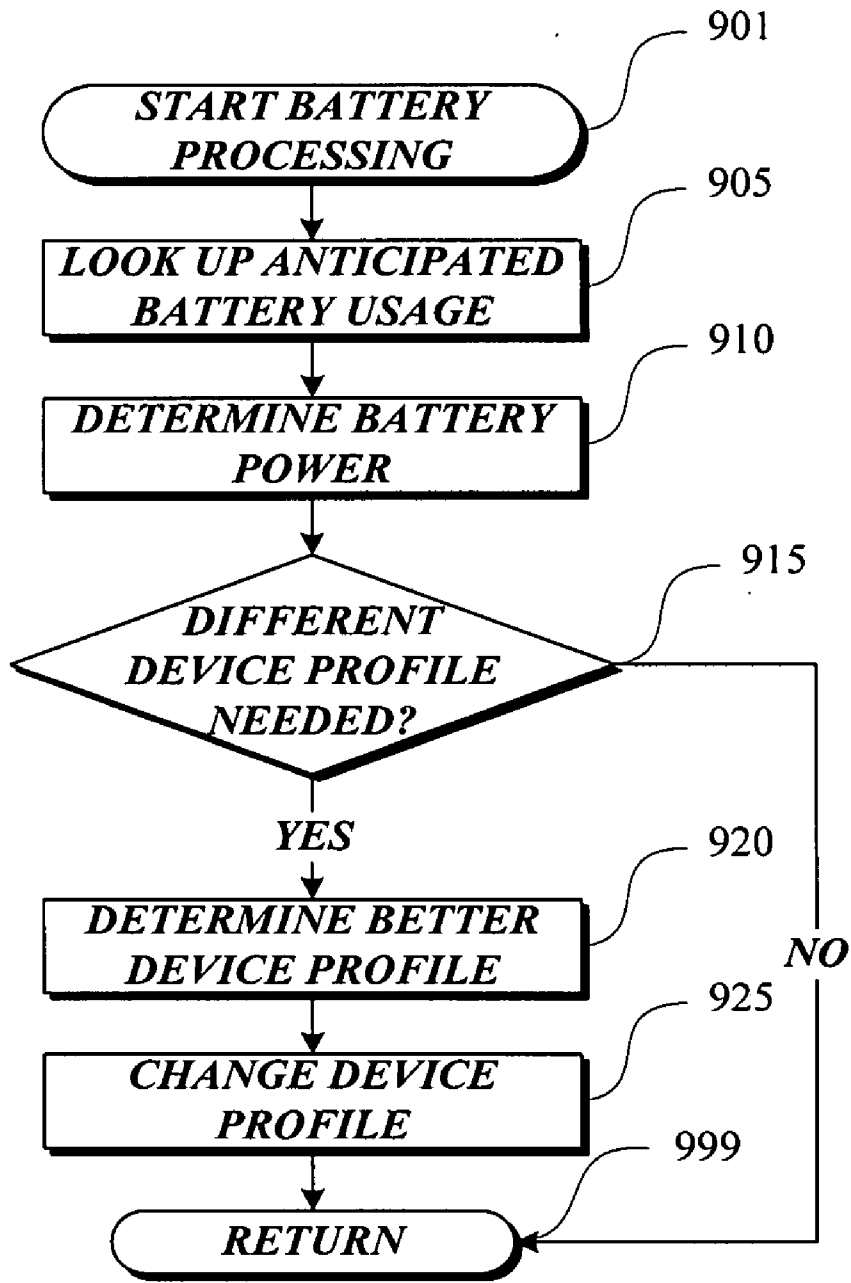 901
START BATTERY
PROCESSING
905
LOOK UP ANTICIPATED
BATTERY USAGE
910
DETERMINE BATTERY
POWER
915
DIFFERENT
DEVICE PROFILE
NEEDED?
YES
920
DETERMINE BETTER
DEVICE PROFILE
NO
925
CHANGE DEVICE
PROFILE
999
RETURN